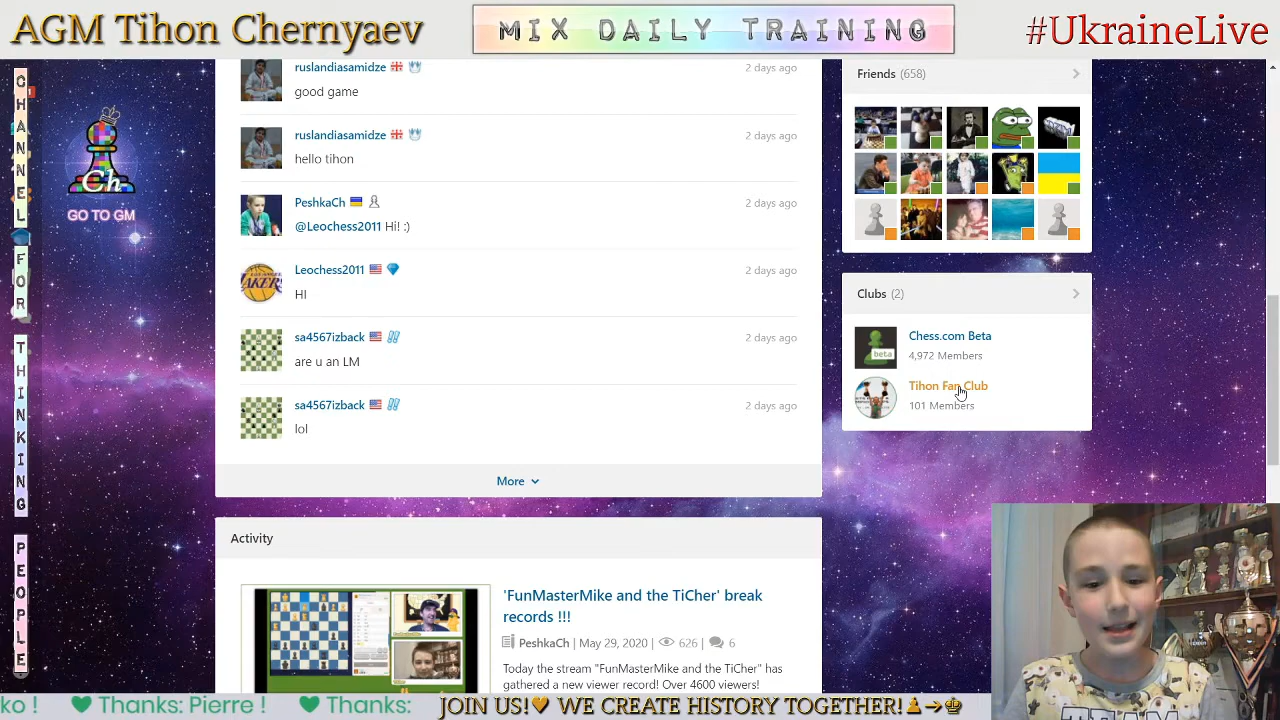 AGM Tihon Chernyaev
MIX DAILY TRAINING
#UkraineLive
CHANNEL FOR THINKING PEOPLE
Ch
GO TO GM
ruslandiasamidze
2 days ago
good game
ruslandiasamidze
2 days ago
hello tihon
PeshkaCh
2 days ago
@Leochess2011 Hi! :)
Leochess2011
2 days ago
HI
sa4567izback
2 days ago
are u an LM
sa4567izback
2 days ago
lol
More
Activity
'FunMasterMike and the TiCher' break
records !!!
PeshkaCh | May 29, 2020 | 626 | 6
Today the stream "FunMasterMike and the TiCher" has
gathered a new viewer record! Over 4600 viewers!
Friends (658)
Clubs (2)
beta
Chess.com Beta
4,972 Members
Tihon Fan Club
101 Members
LAKERS
TEAM
ko !
Thanks: Pierre !
Thanks:
JOIN US! WE CREATE HISTORY TOGETHER!